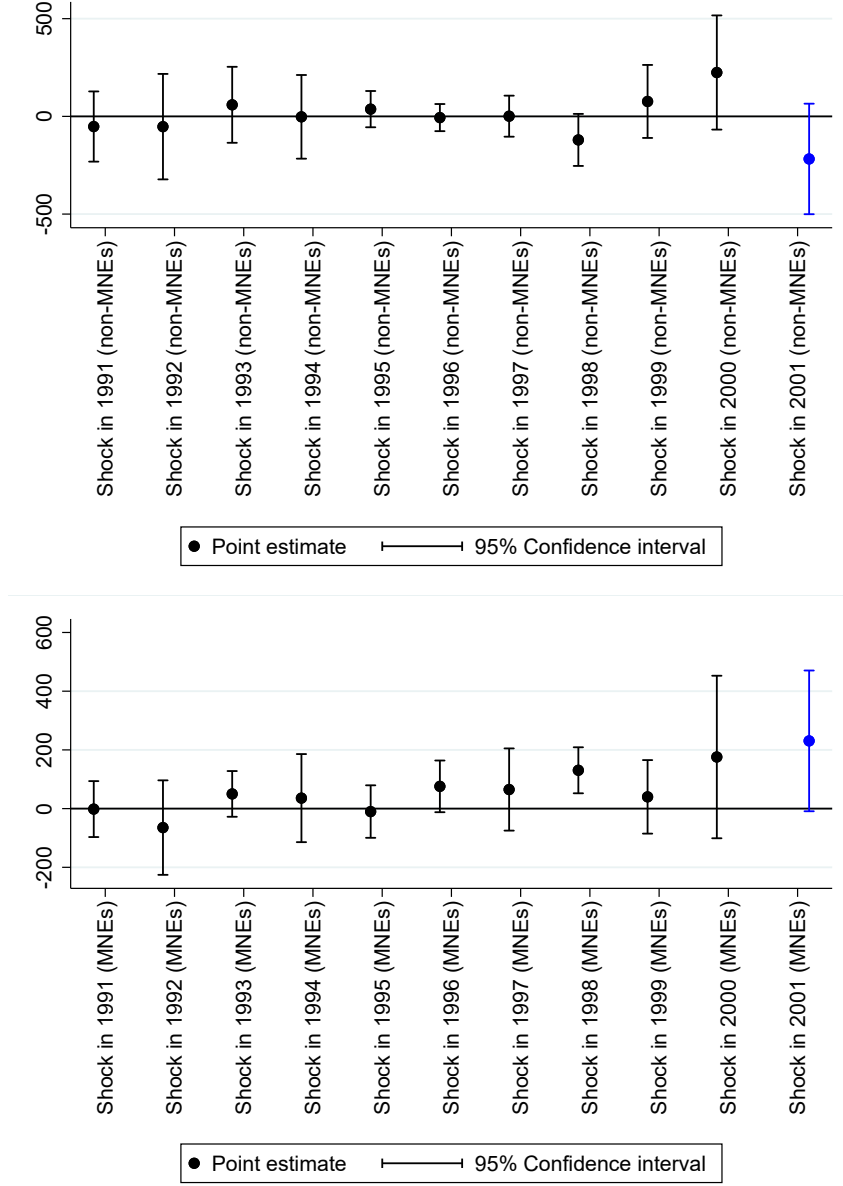 500
0
-500
Shock in 1991 (non-MNEs)
Shock in 1992 (non-MNEs)
Shock in 1993 (non-MNEs)
Shock in 1994 (non-MNEs)
Shock in 1995 (non-MNEs)
Shock in 1996 (non-MNEs)
Shock in 1997 (non-MNEs)
Shock in 1998 (non-MNEs)
Shock in 1999 (non-MNEs)
Shock in 2000 (non-MNEs)
Shock in 2001 (non-MNEs)
Point estimate 95% Confidence interval
600
400
200
0
-200
Shock in 1991 (MNEs)
Shock in 1992 (MNEs)
Shock in 1993 (MNEs)
Shock in 1994 (MNEs)
Shock in 1995 (MNEs)
Shock in 1996 (MNEs)
Shock in 1997 (MNEs)
Shock in 1998 (MNEs)
Shock in 1999 (MNEs)
Shock in 2000 (MNEs)
Shock in 2001 (MNEs)
Point estimate 95% Confidence interval